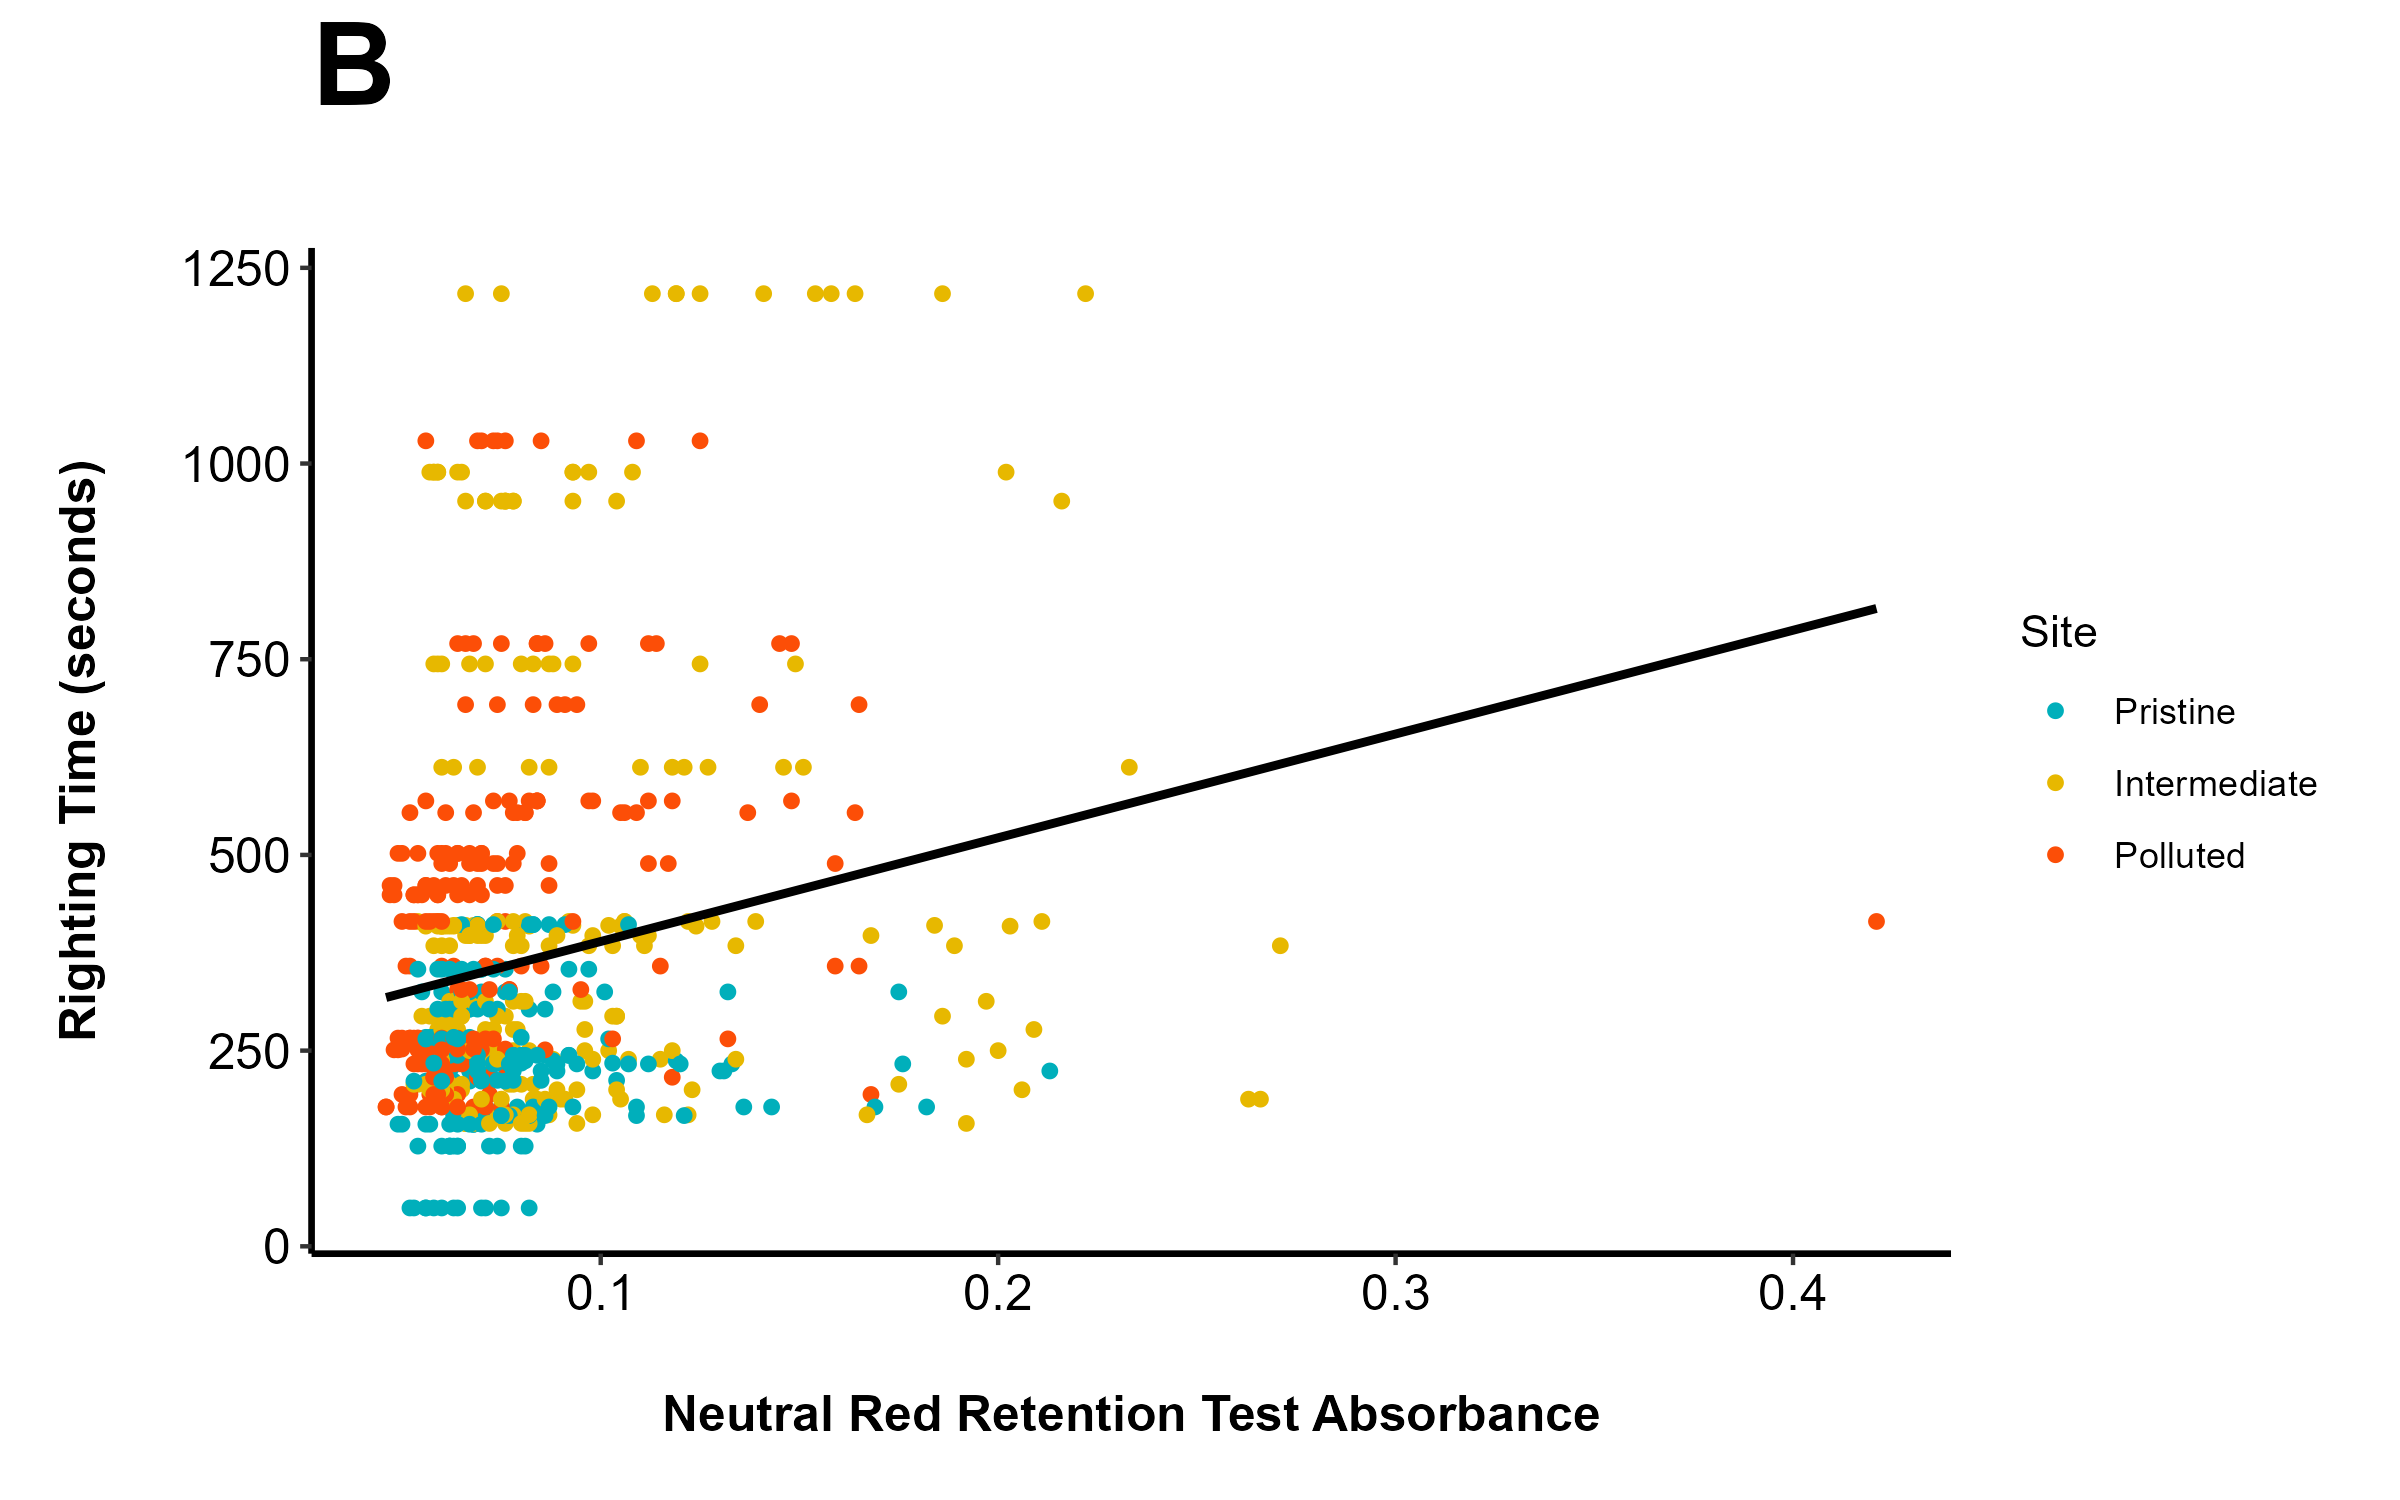 B
1250
1000
750
500
250
0
0.1
0.2
0.3
0.4
Righting Time (seconds)
Neutral Red Retention Test Absorbance
Site
Pristine
Intermediate
Polluted